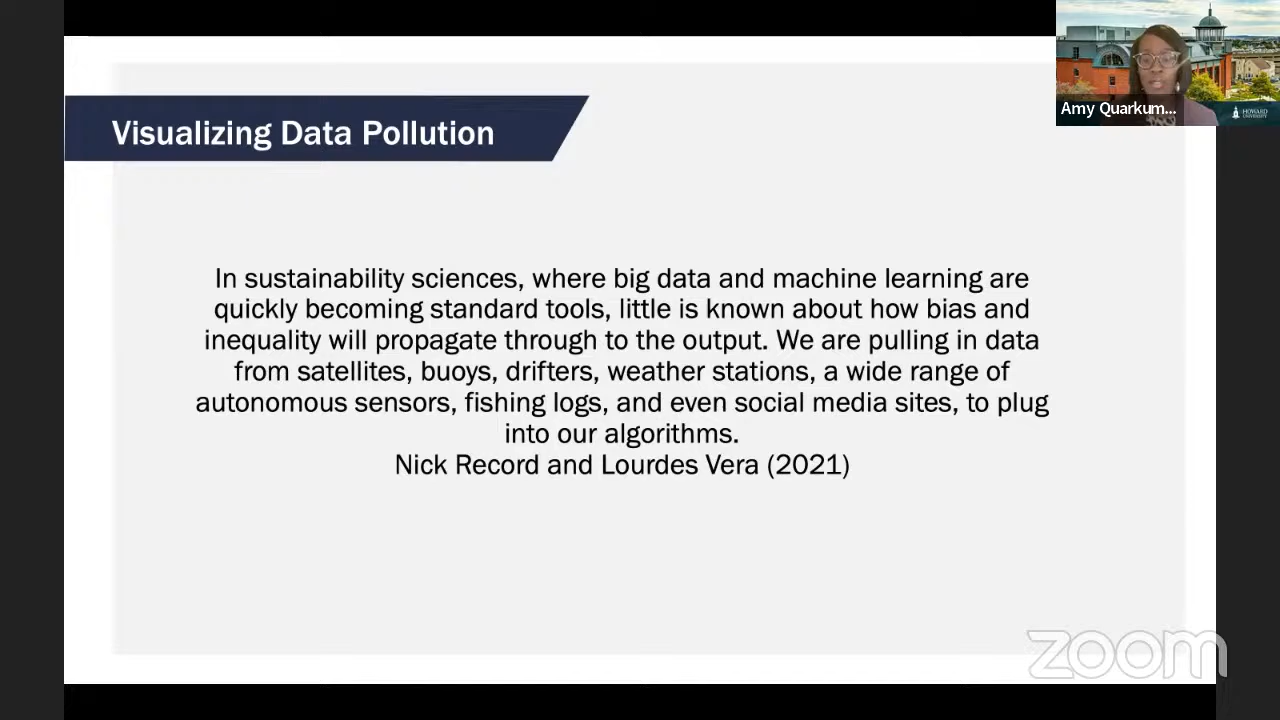 Visualizing Data Pollution
In sustainability sciences, where big data and machine learning are
quickly becoming standard tools, little is known about how bias and
inequality will propagate through to the output. We are pulling in data
from satellites, buoys, drifters, weather stations, a wide range of
autonomous sensors, fishing logs, and even social media sites, to plug
into our algorithms.
Nick Record and Lourdes Vera (2021)
Amy Quarkum...
HOWARD
UNIVERSITY
zoom